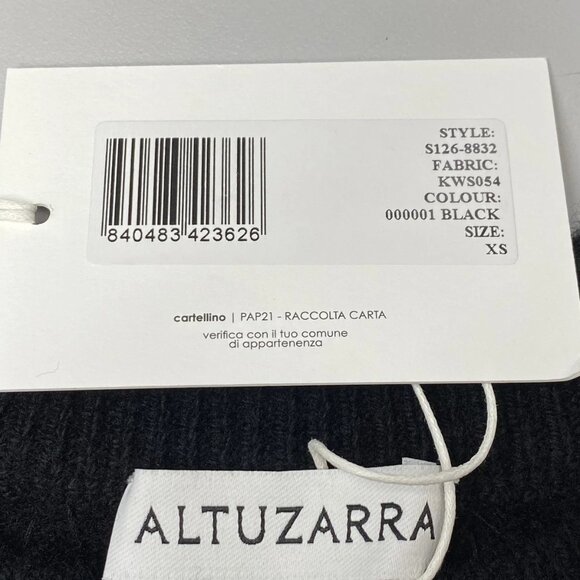 STYLE:
S126-8832
FABRIC:
KWS054
COLOUR:
000001 BLACK
SIZE:
XS
840483 423626
cartellino | PAP21 - RACCOLTA CARTA
verifica con il tuo comune
di appartenenza
ALTUZARRA